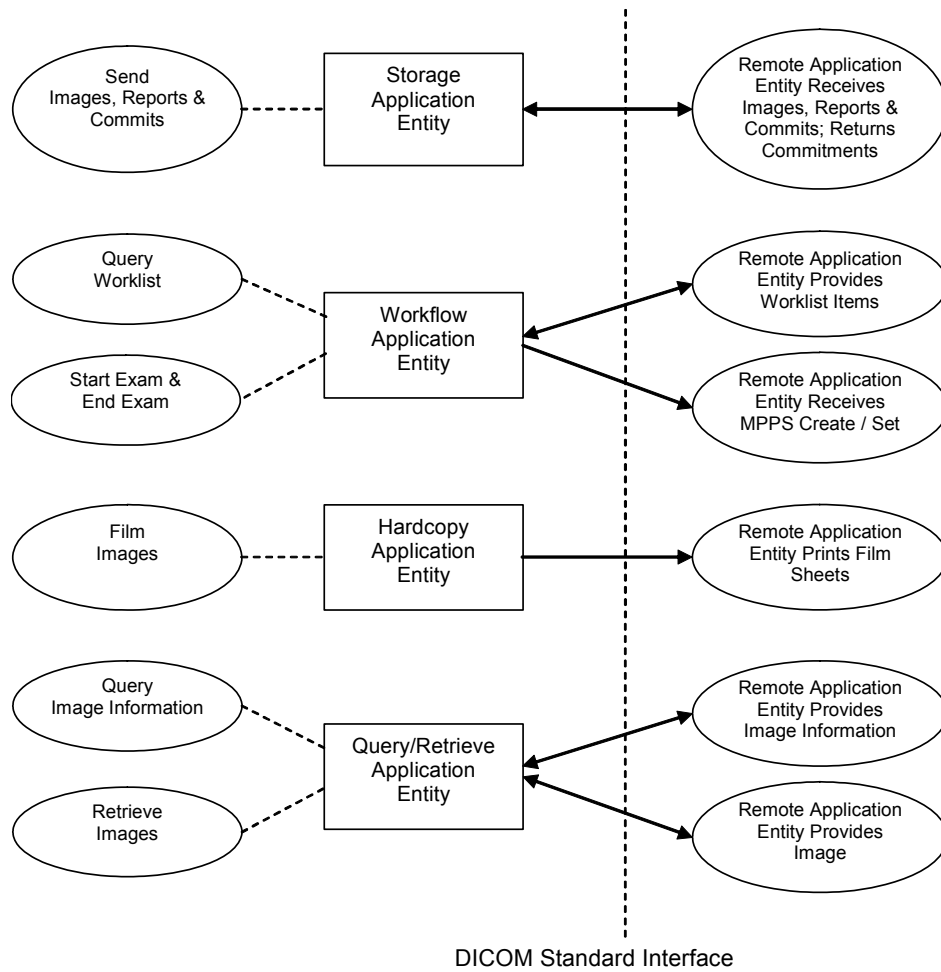 Send
Images, Reports &
Commits
Storage
Application
Entity
Remote Application
Entity Receives
Images, Reports &
Commits; Returns
Commitments
Query
Worklist
Start Exam &
End Exam
Workflow
Application
Entity
Remote Application
Entity Provides
Worklist Items
Remote Application
Entity Receives
MPPS Create / Set
Film
Images
Hardcopy
Application
Entity
Remote Application
Entity Prints Film
Sheets
Query
Image Information
Retrieve
Images
Query/Retrieve
Application
Entity
Remote Application
Entity Provides
Image Information
Remote Application
Entity Provides
Image
DICOM Standard Interface